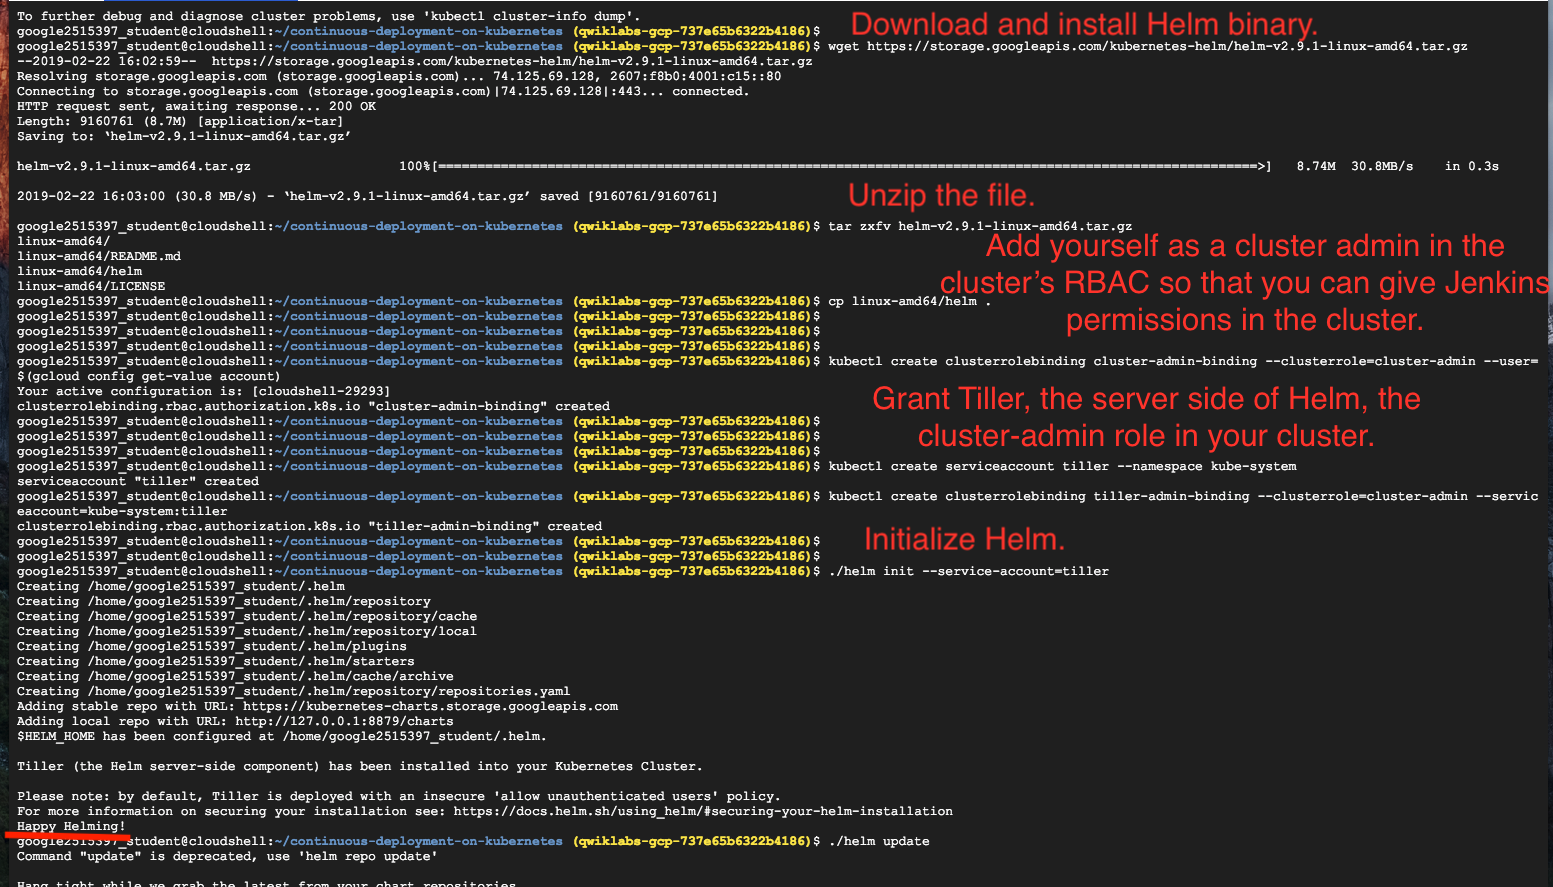 To further debug and diagnose cluster problems, use 'kubectl cluster-info dump'.
Download and install Helm binary.
google2515397_student@cloudshell:~/continuous-deployment-on-kubernetes (qwiklabs-gcp-737e65b6322b4186)$
google2515397_student@cloudshell:~/continuous-deployment-on-kubernetes (qwiklabs-gcp-737e65b6322b4186)$ wget https://storage.googleapis.com/kubernetes-helm/helm-v2.9.1-linux-amd64.tar.gz
--2019-02-22 16:02:59--  https://storage.googleapis.com/kubernetes-helm/helm-v2.9.1-linux-amd64.tar.gz
Resolving storage.googleapis.com (storage.googleapis.com)... 74.125.69.128, 2607:f8b0:4001:c15::80
Connecting to storage.googleapis.com (storage.googleapis.com)|74.125.69.128|:443... connected.
HTTP request sent, awaiting response... 200 OK
Length: 9160761 (8.7M) [application/x-tar]
Saving to: ‘helm-v2.9.1-linux-amd64.tar.gz’
helm-v2.9.1-linux-amd64.tar.gz 100%[==========================================================================================================>] 8.74M 30.8MB/s in 0.3s
2019-02-22 16:03:00 (30.8 MB/s) - ‘helm-v2.9.1-linux-amd64.tar.gz’ saved [9160761/9160761]
Unzip the file.
google2515397_student@cloudshell:~/continuous-deployment-on-kubernetes (qwiklabs-gcp-737e65b6322b4186)$ tar zxfv helm-v2.9.1-linux-amd64.tar.gz
linux-amd64/
linux-amd64/README.md
linux-amd64/helm
linux-amd64/LICENSE
Add yourself as a cluster admin in the
cluster’s RBAC so that you can give Jenkins
permissions in the cluster.
google2515397_student@cloudshell:~/continuous-deployment-on-kubernetes (qwiklabs-gcp-737e65b6322b4186)$ cp linux-amd64/helm .
google2515397_student@cloudshell:~/continuous-deployment-on-kubernetes (qwiklabs-gcp-737e65b6322b4186)$
google2515397_student@cloudshell:~/continuous-deployment-on-kubernetes (qwiklabs-gcp-737e65b6322b4186)$
google2515397_student@cloudshell:~/continuous-deployment-on-kubernetes (qwiklabs-gcp-737e65b6322b4186)$
google2515397_student@cloudshell:~/continuous-deployment-on-kubernetes (qwiklabs-gcp-737e65b6322b4186)$ kubectl create clusterrolebinding cluster-admin-binding --clusterrole=cluster-admin --user=
$(gcloud config get-value account)
Your active configuration is: [cloudshell-29293]
clusterrolebinding.rbac.authorization.k8s.io "cluster-admin-binding" created
Grant Tiller, the server side of Helm, the
cluster-admin role in your cluster.
google2515397_student@cloudshell:~/continuous-deployment-on-kubernetes (qwiklabs-gcp-737e65b6322b4186)$
google2515397_student@cloudshell:~/continuous-deployment-on-kubernetes (qwiklabs-gcp-737e65b6322b4186)$
google2515397_student@cloudshell:~/continuous-deployment-on-kubernetes (qwiklabs-gcp-737e65b6322b4186)$
google2515397_student@cloudshell:~/continuous-deployment-on-kubernetes (qwiklabs-gcp-737e65b6322b4186)$ kubectl create serviceaccount tiller --namespace kube-system
serviceaccount "tiller" created
google2515397_student@cloudshell:~/continuous-deployment-on-kubernetes (qwiklabs-gcp-737e65b6322b4186)$ kubectl create clusterrolebinding tiller-admin-binding --clusterrole=cluster-admin --servic
eaccount=kube-system:tiller
clusterrolebinding.rbac.authorization.k8s.io "tiller-admin-binding" created
Initialize Helm.
google2515397_student@cloudshell:~/continuous-deployment-on-kubernetes (qwiklabs-gcp-737e65b6322b4186)$
google2515397_student@cloudshell:~/continuous-deployment-on-kubernetes (qwiklabs-gcp-737e65b6322b4186)$
google2515397_student@cloudshell:~/continuous-deployment-on-kubernetes (qwiklabs-gcp-737e65b6322b4186)$ ./helm init --service-account=tiller
Creating /home/google2515397_student/.helm
Creating /home/google2515397_student/.helm/repository
Creating /home/google2515397_student/.helm/repository/cache
Creating /home/google2515397_student/.helm/repository/local
Creating /home/google2515397_student/.helm/plugins
Creating /home/google2515397_student/.helm/starters
Creating /home/google2515397_student/.helm/cache/archive
Creating /home/google2515397_student/.helm/repository/repositories.yaml
Adding stable repo with URL: https://kubernetes-charts.storage.googleapis.com
Adding local repo with URL: http://127.0.0.1:8879/charts
$HELM_HOME has been configured at /home/google2515397_student/.helm.
Tiller (the Helm server-side component) has been installed into your Kubernetes Cluster.
Please note: by default, Tiller is deployed with an insecure 'allow unauthenticated users' policy.
For more information on securing your installation see: https://docs.helm.sh/using_helm/#securing-your-helm-installation
Happy Helming!
google2515397_student@cloudshell:~/continuous-deployment-on-kubernetes (qwiklabs-gcp-737e65b6322b4186)$ ./helm update
Command "update" is deprecated, use 'helm repo update'
Hang tight while we grab the latest from your chart repositories